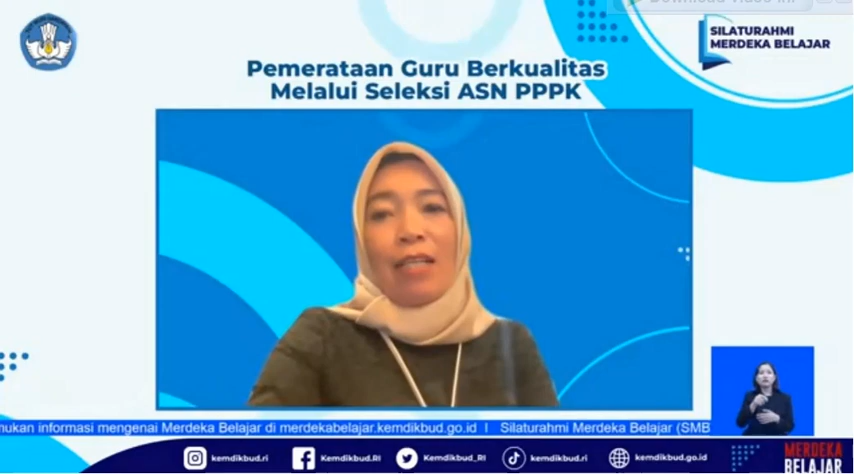 SILATURAHMI
MERDEKA BELAJAR
Pemerataan Guru Berkualitas
Melalui Seleksi ASN PPPK
mukan informasi mengenai Merdeka Belajar di merdekabelajar.kemdikbud.go.id I Silaturahmi Merdeka Belajar (SMB
kemdikbud.ri Kemdikbud.RI Kemdikbud_RI kemdikbud.ri kemdikbud.go.id
MERDEKA
BELAJAR